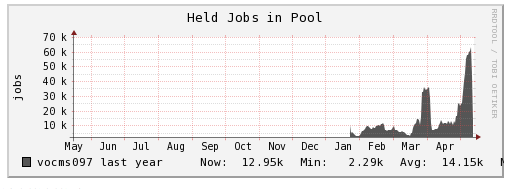 Held Jobs in Pool
RRDTOOL / TOBI OETIKER
jobs
70 k
60 k
50 k
40 k
30 k
20 k
10 k
May Jun Jul Aug Sep Oct Nov Dec Jan Feb Mar Apr
vocms097 last year Now: 12.95k Min: 2.29k Avg: 14.15k